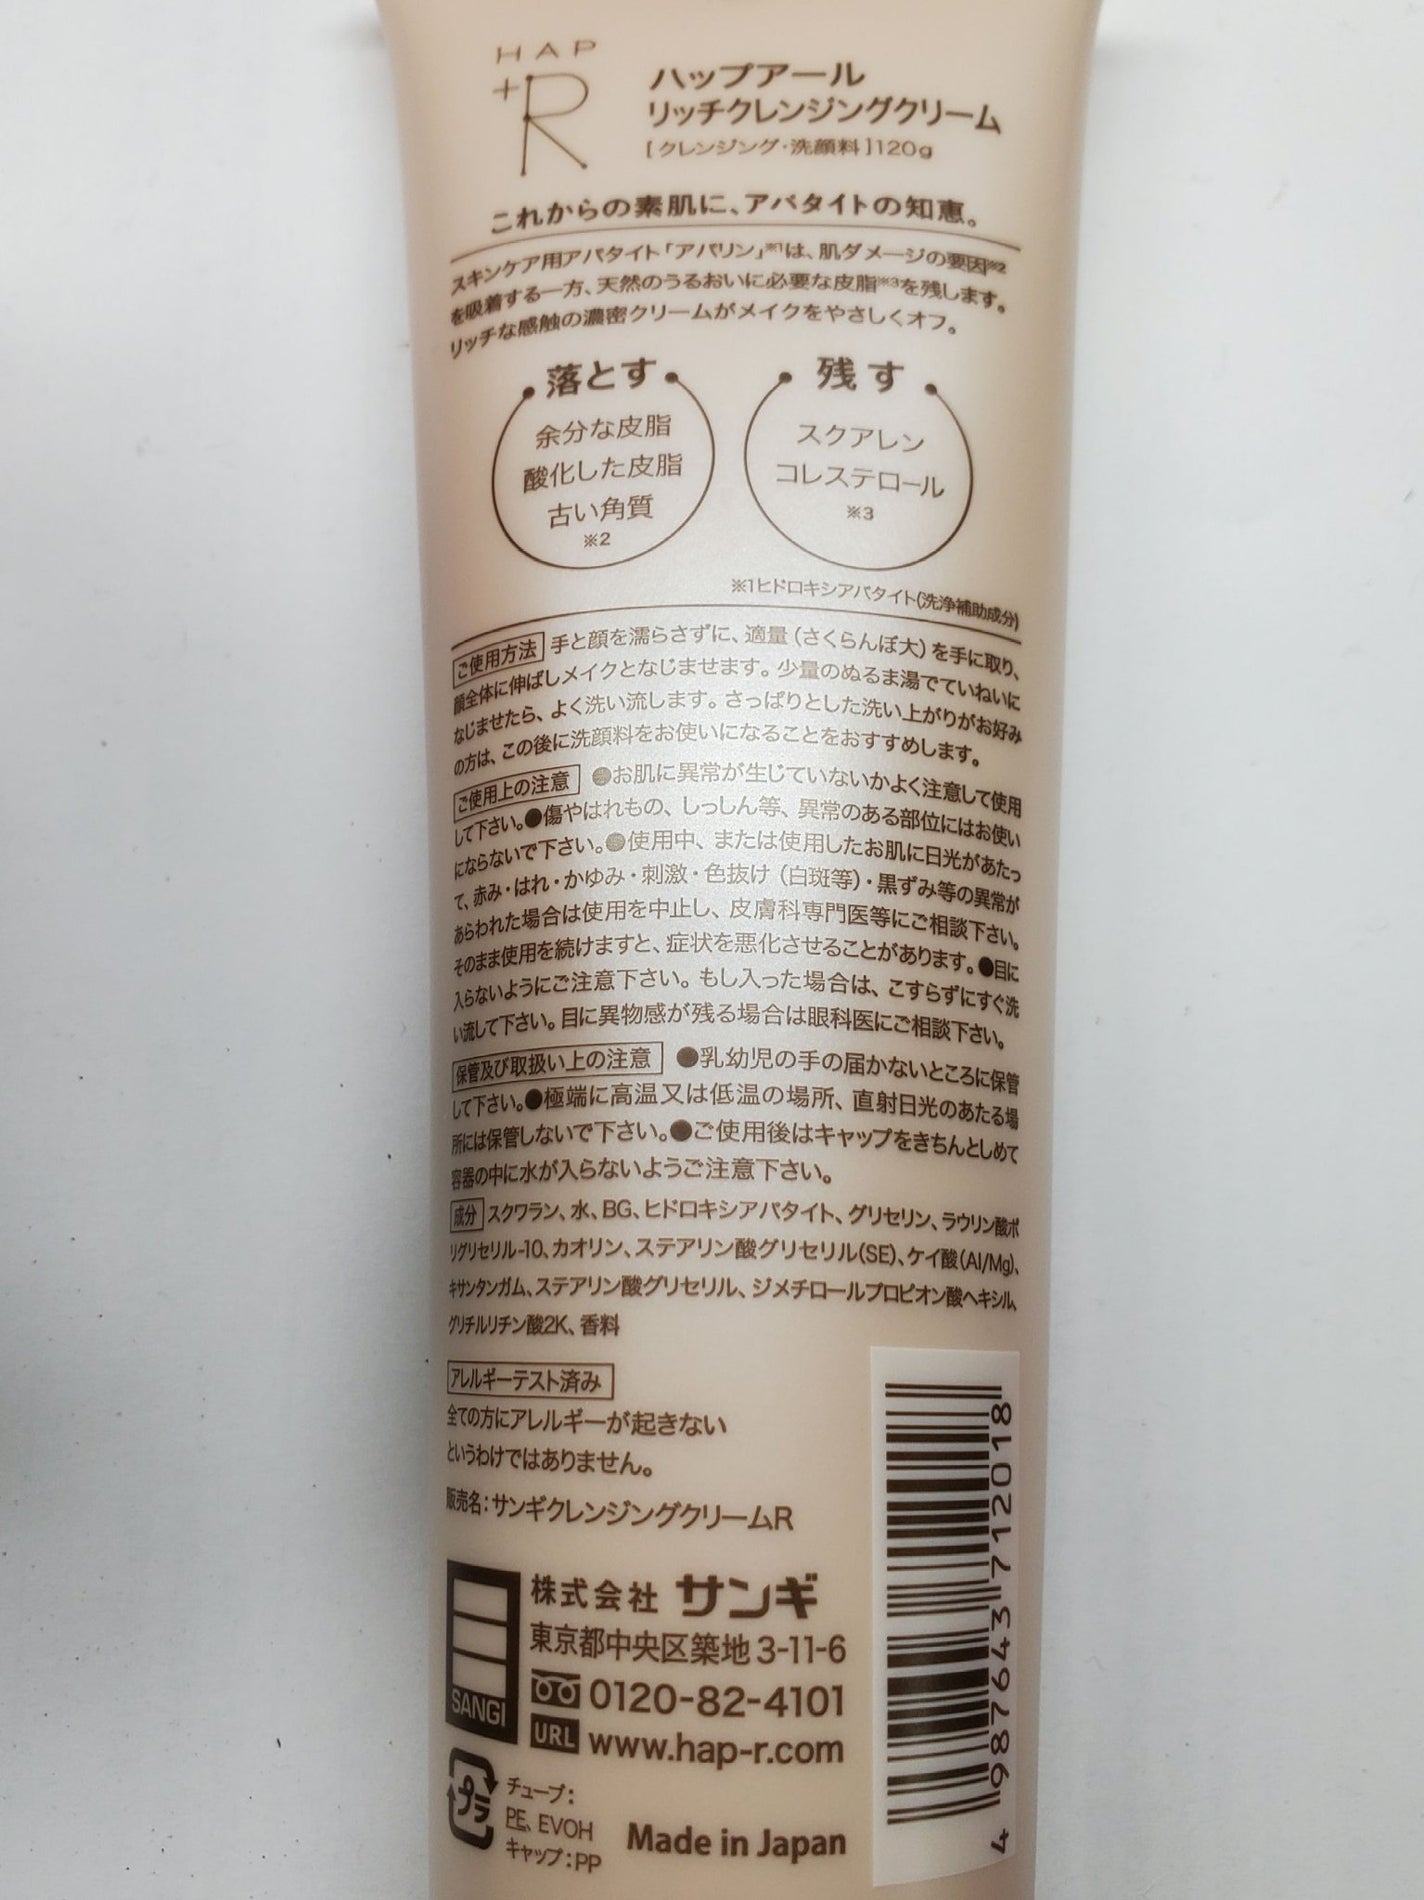 HAP
+R
ハップアール
リッチクレンジングクリーム
[クレンジング・洗顔料]120g
これからの素肌に、アパタイトの知恵。
スキンケア用アパタイト「アパリン」※1は、肌ダメージの要因※2
を吸着する一方、天然のうるおいに必要な皮脂※3を残します。
リッチな感触の濃密クリームがメイクをやさしくオフ。
落とす
余分な皮脂
酸化した皮脂
古い角質
※2
残す
スクアレン
コレステロール
※3
※1ヒドロキシアパタイト(洗浄補助成分)
ご使用方法 手と顔を濡らさずに、適量(さくらんぼ大)を手に取り、
顔全体に伸ばしメイクとなじませます。少量のぬるま湯でていねいに
なじませたら、よく洗い流します。さっぱりとした洗い上がりがお好み
の方は、この後に洗顔料をお使いになることをおすすめします。
ご使用上の注意 ●お肌に異常が生じていないかよく注意して使用
して下さい。●傷やはれもの、しっしん等、異常のある部位にはお使い
にならないで下さい。●使用中、または使用したお肌に日光があたっ
て、赤み・はれ・かゆみ・刺激・色抜け(白斑等)・黒ずみ等の異常が
あらわれた場合は使用を中止し、皮膚科専門医等にご相談下さい。
そのまま使用を続けますと、症状を悪化させることがあります。●目に
入らないようにご注意下さい。もし入った場合は、こすらずにすぐ洗
い流して下さい。目に異物感が残る場合は眼科医にご相談下さい。
保管及び取扱い上の注意 ●乳幼児の手の届かないところに保管
して下さい。●極端に高温又は低温の場所、直射日光のあたる場
所には保管しないで下さい。●ご使用後はキャップをきちんとしめて
容器の中に水が入らないようご注意下さい。
成分 スクワラン、水、BG、ヒドロキシアパタイト、グリセリン、ラウリン酸ポ
リグリセリル-10、カオリン、ステアリン酸グリセリル(SE)、ケイ酸(Al/Mg)、
キサンタンガム、ステアリン酸グリセリル、ジメチロールプロピオン酸ヘキシル、
グリチルリチン酸2K、香料
アレルギーテスト済み
全ての方にアレルギーが起きない
というわけではありません。
販売名:サンギクレンジングクリームR
SANGI
株式会社 サンギ
東京都中央区築地3-11-6
0120-82-4101
URL www.hap-r.com
プラ
チューブ:
PE、EVOH
キャップ:PP
Made in Japan
4 987643 712018